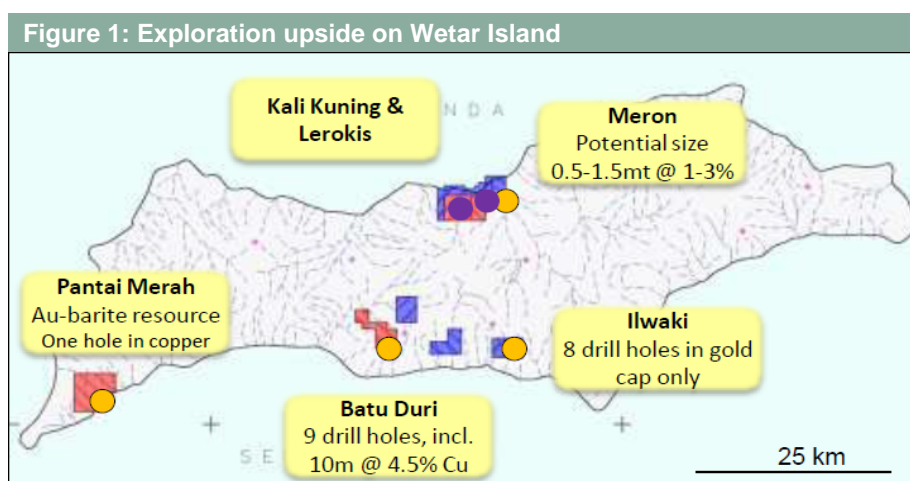 Figure 1: Exploration upside on Wetar Island
Kali Kuning &
Lerokis
N D A
Meron
Potential size
0.5-1.5mt @ 1-3%
Pantai Merah
Au-barite resource
One hole in copper
Ilwaki
8 drill holes in gold
cap only
Batu Duri
9 drill holes, incl.
10m @ 4.5% Cu
S E
25 km